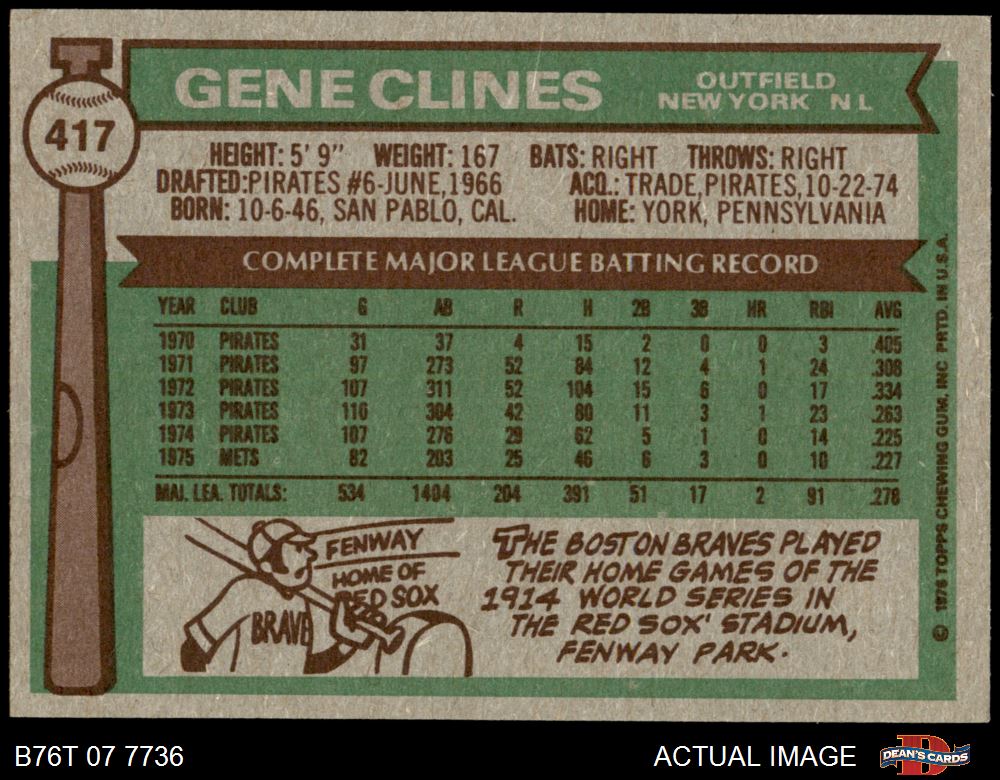 GENE CLINES
OUTFIELD
NEW YORK N L
417
HEIGHT: 5' 9" WEIGHT: 167 BATS: RIGHT THROWS: RIGHT
DRAFTED: PIRATES #6-JUNE, 1966 ACQ.: TRADE, PIRATES, 10-22-74
BORN: 10-6-46, SAN PABLO, CAL. HOME: YORK, PENNSYLVANIA
COMPLETE MAJOR LEAGUE BATTING RECORD
YEAR CLUB G AB R H 2B 3B HR RBI AVG
1970 PIRATES 31 37 4 15 2 0 0 3 .405
1971 PIRATES 97 273 52 84 12 4 1 24 .308
1972 PIRATES 107 311 52 104 15 6 0 17 .334
1973 PIRATES 110 304 42 80 11 3 1 23 .263
1974 PIRATES 107 276 29 62 5 1 0 14 .225
1975 METS 82 203 25 46 6 3 0 10 .227
MAJ. LEA. TOTALS: 534 1404 204 391 51 17 2 91 .278
FENWAY
HOME OF
RED SOX
BRAVE
THE BOSTON BRAVES PLAYED
THEIR HOME GAMES OF THE
1914 WORLD SERIES IN
THE RED SOX' STADIUM,
FENWAY PARK.
© 1976 TOPPS CHEWING GUM, INC PRTD. IN U.S.A.
B76T 07 7736
ACTUAL IMAGE
DEAN'S CARDS